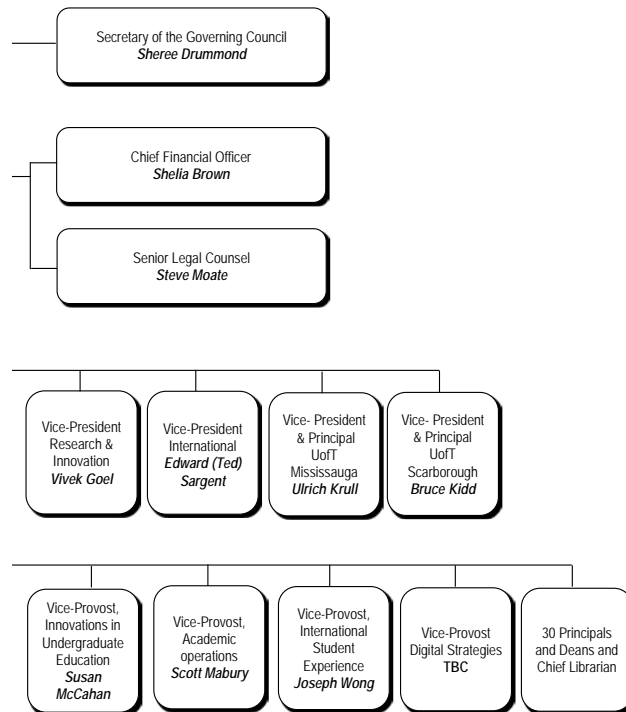 Secretary of the Governing Council
Sheree Drummond
Chief Financial Officer
Shelia Brown
Senior Legal Counsel
Steve Moate
Vice-President
Research &
Innovation
Vivek Goel
Vice-President
International
Edward (Ted)
Sargent
Vice- President
& Principal
UofT
Mississauga
Ulrich Krull
Vice- President
& Principal
UofT
Scarborough
Bruce Kidd
Vice-Provost,
Innovations in
Undergraduate
Education
Susan
McCahan
Vice-Provost,
Academic
operations
Scott Mabury
Vice-Provost,
International
Student
Experience
Joseph Wong
Vice-Provost
Digital Strategies
TBC
30 Principals
and Deans and
Chief Librarian